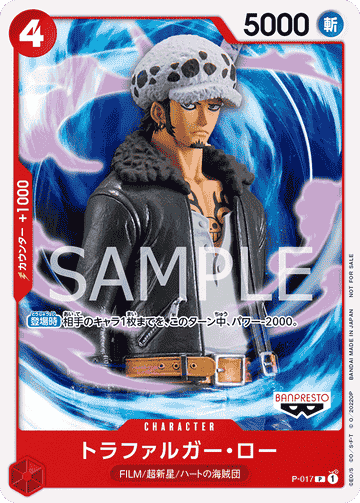 4
5000
斬
カウンター +1000
SAMPLE
登場時 相手のキャラ1枚までを、このターン中、パワー-2000。
BANPRESTO
CHARACTER
トラファルガー・ロー
FILM/超新星/ハートの海賊団
P-017 P 1
BANDAI MADE IN JAPAN NOT FOR SALE